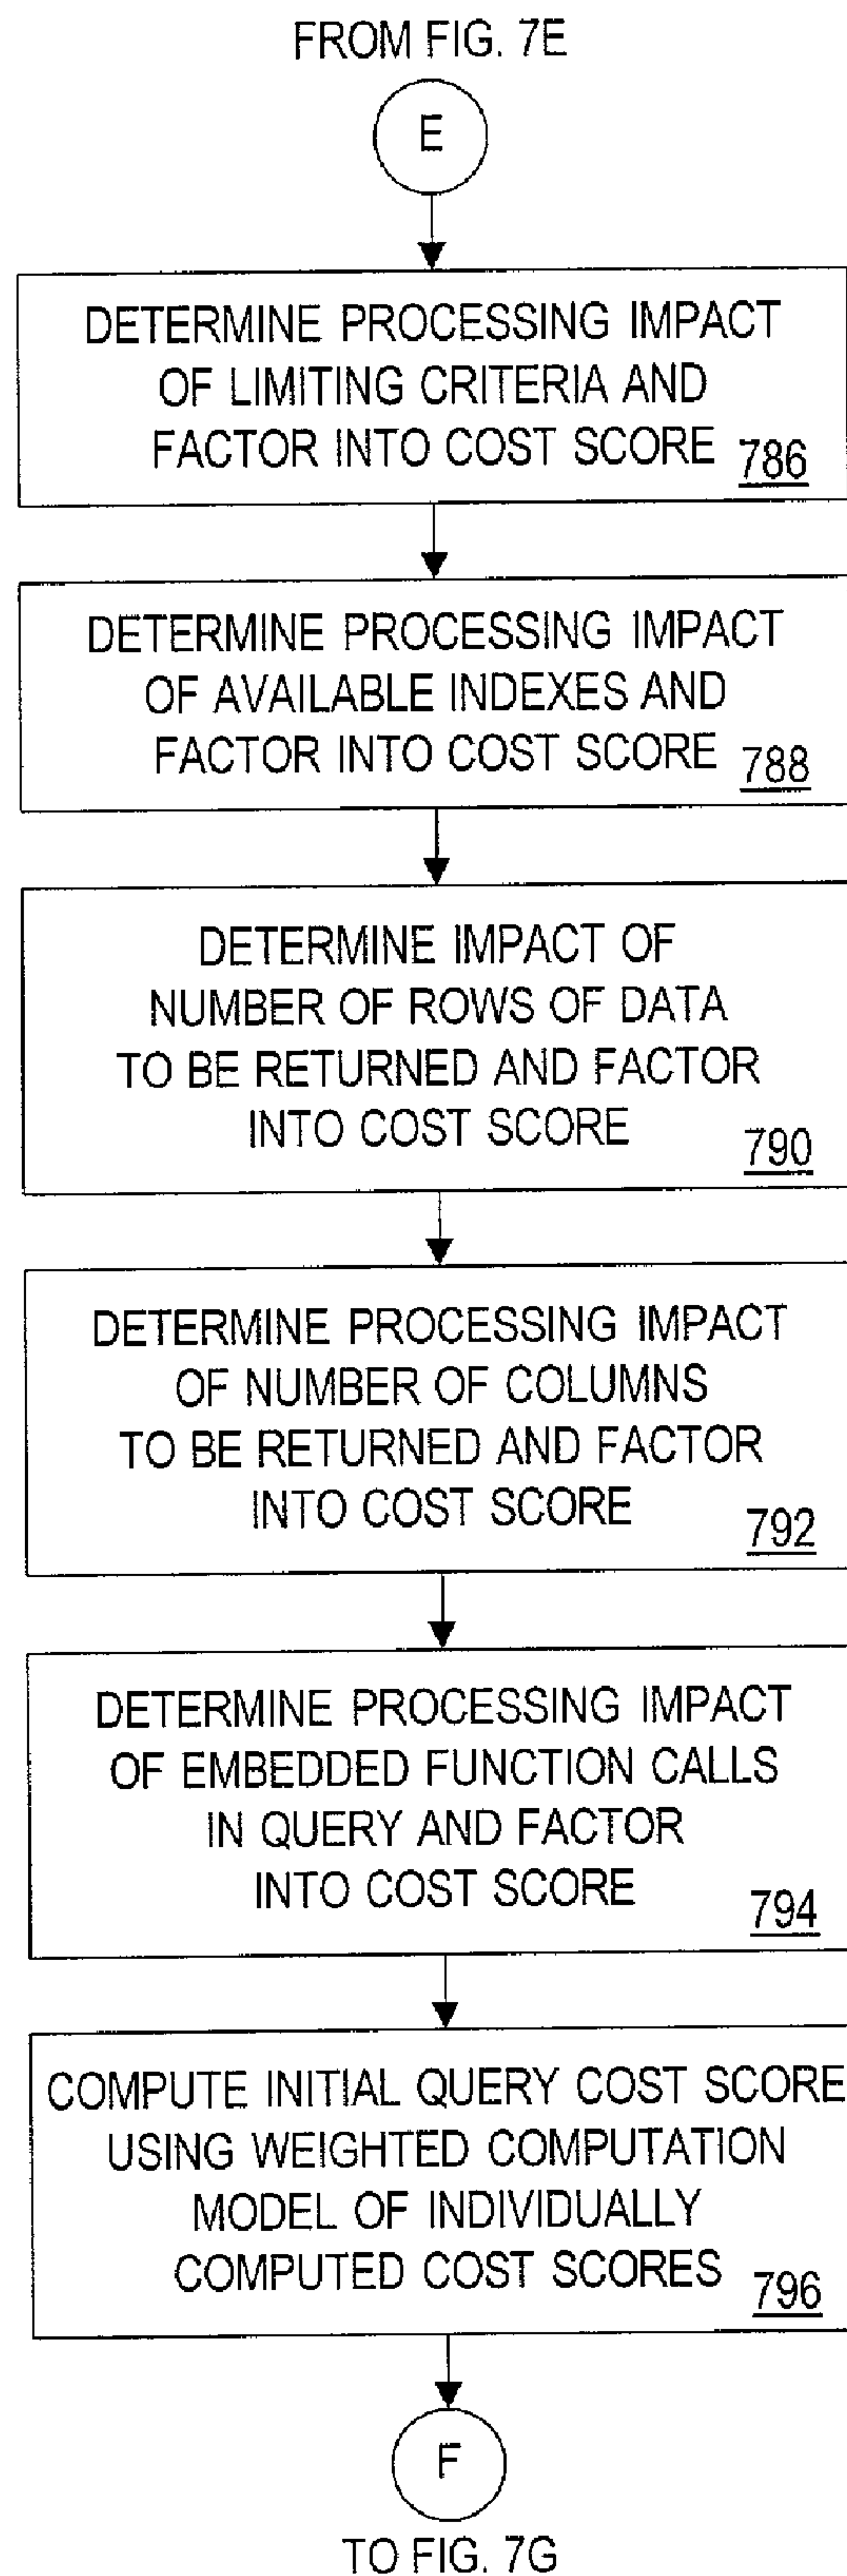 FROM FIG. 7E
E
DETERMINE PROCESSING IMPACT
OF LIMITING CRITERIA AND
FACTOR INTO COST SCORE 786
DETERMINE PROCESSING IMPACT
OF AVAILABLE INDEXES AND
FACTOR INTO COST SCORE 788
DETERMINE IMPACT OF
NUMBER OF ROWS OF DATA
TO BE RETURNED AND FACTOR
INTO COST SCORE
790
DETERMINE PROCESSING IMPACT
OF NUMBER OF COLUMNS
TO BE RETURNED AND FACTOR
INTO COST SCORE
792
DETERMINE PROCESSING IMPACT
OF EMBEDDED FUNCTION CALLS
IN QUERY AND FACTOR
INTO COST SCORE
794
COMPUTE INITIAL QUERY COST SCORE
USING WEIGHTED COMPUTATION
MODEL OF INDIVIDUALLY
COMPUTED COST SCORES 796
F
TO FIG. 7G